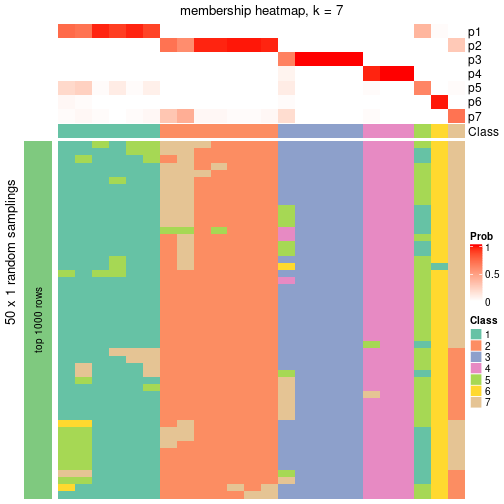 membership heatmap, k = 7
p1
p2
p3
p4
p5
p6
p7
Class
50 x 1 random samplings
top 1000 rows
Prob
1
0.5
0
Class
1
2
3
4
5
6
7